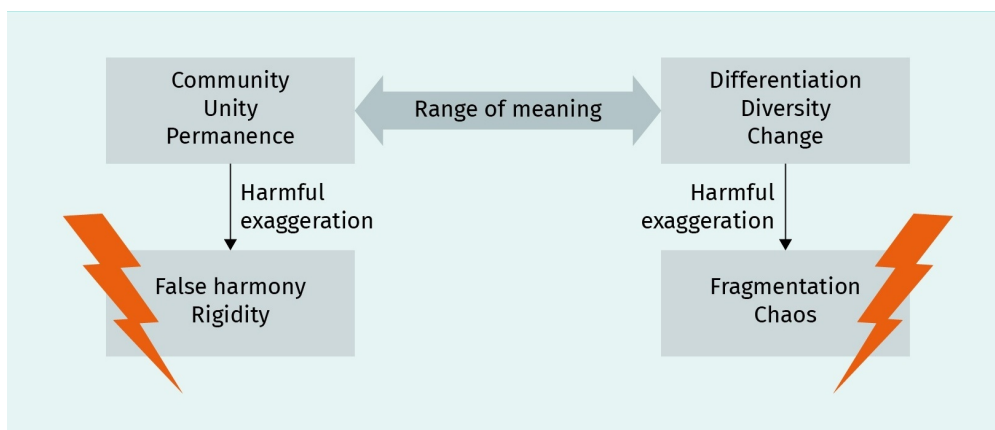 Community
Unity
Permanence
Range of meaning
Differentiation
Diversity
Change
Harmful
exaggeration
Harmful
exaggeration
False harmony
Rigidity
Fragmentation
Chaos